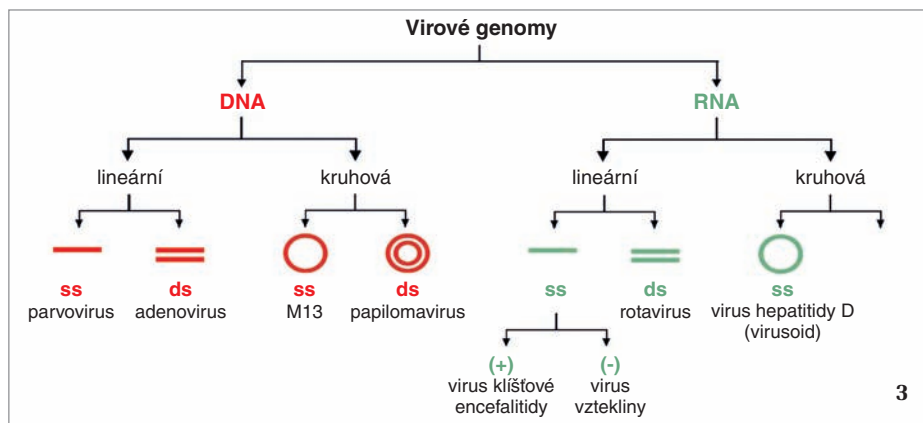 Virové genomy
DNA
RNA
lineární
kruhová
lineární
kruhová
ss
parvovirus
ds
adenovirus
ss
M13
ds
papilomavirus
ss
ds
rotavirus
ss
virus hepatitidy D
(virusoid)
(+)
virus klíšťové
encefalitidy
(-)
virus
vztekliny
3